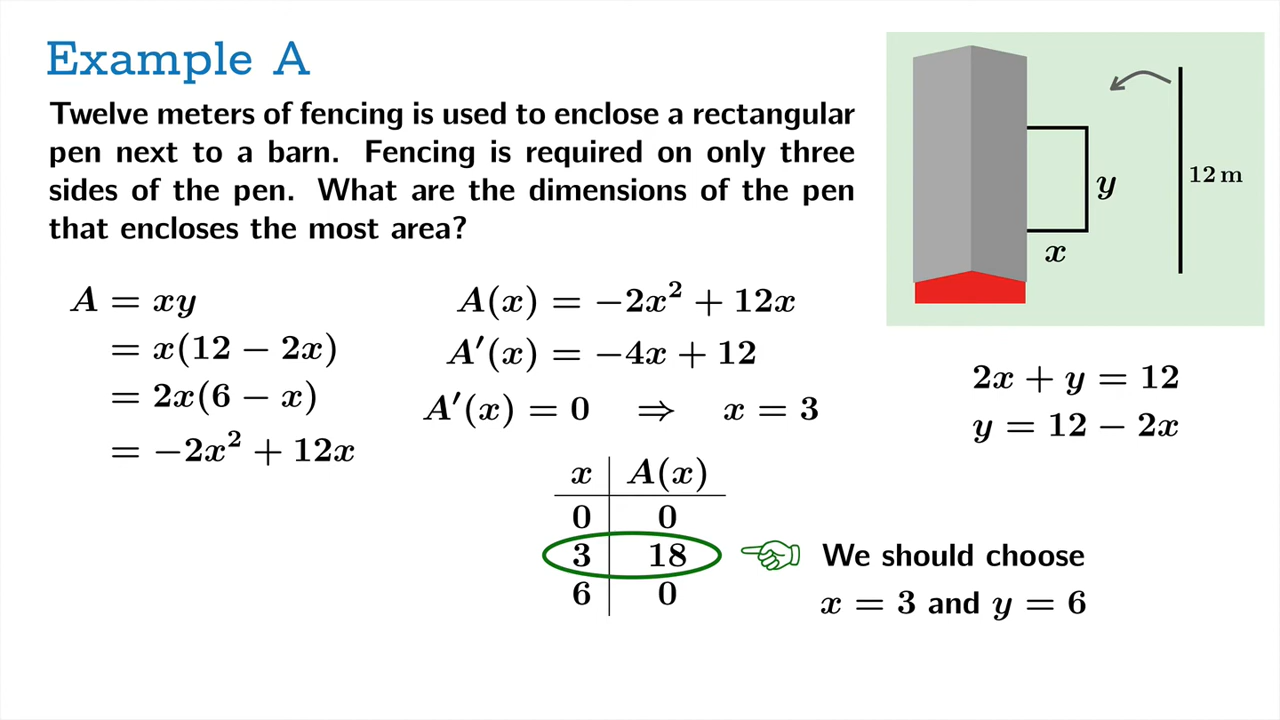 Example A
Twelve meters of fencing is used to enclose a rectangular
pen next to a barn. Fencing is required on only three
sides of the pen. What are the dimensions of the pen
that encloses the most area?
A = xy
= x(12 − 2x)
= 2x(6 − x)
= −2x² + 12x
A(x) = −2x² + 12x
A′(x) = −4x + 12
A′(x) = 0 ⇒ x = 3
x A(x)
0 0
3 18
6 0
We should choose
x = 3 and y = 6
y
x
12 m
2x + y = 12
y = 12 − 2x